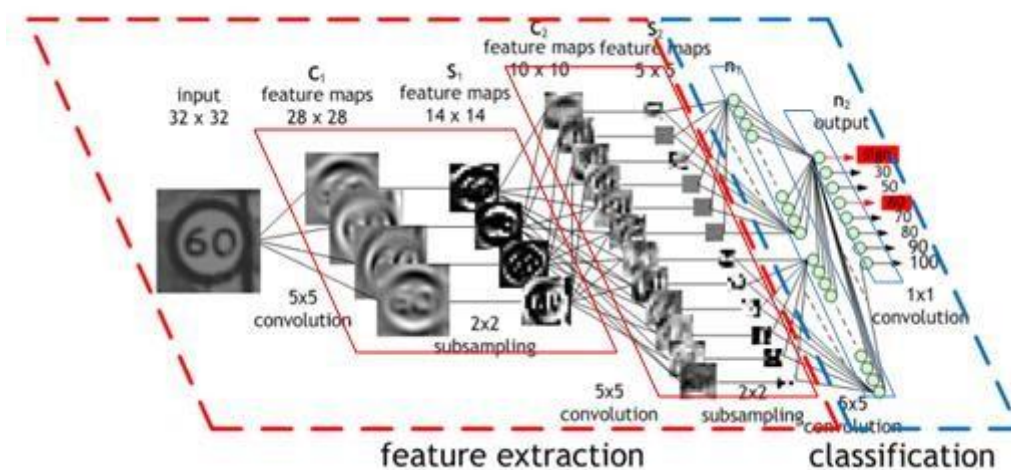 input
32 x 32
C1
feature maps
28 x 28
S1
feature maps
14 x 14
C2
feature maps
10 x 10
S2
feature maps
5 x 5
n1
n2
output
60
sign
30
50
60
70
80
90
100
5x5
convolution
2x2
subsampling
5x5
convolution
2x2
subsampling
convolution
1x1
convolution
feature extraction
classification